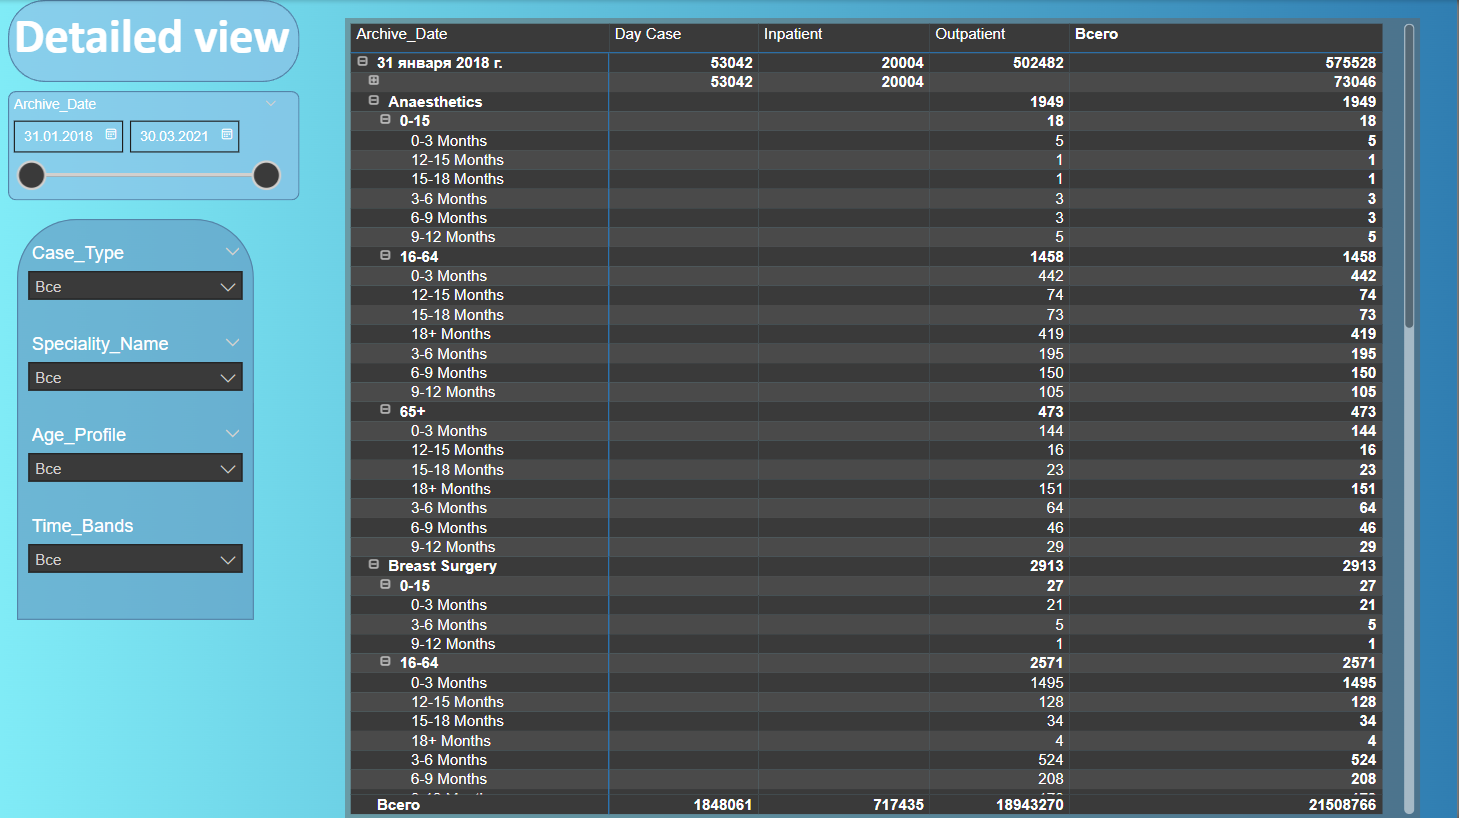 Detailed view
Archive_Date
31.01.2018 30.03.2021
Case_Type
Все
Speciality_Name
Все
Age_Profile
Все
Time_Bands
Все
Archive_Date Day Case Inpatient Outpatient Всего
31 января 2018 г. 53042 20004 502482 575528
53042 20004 73046
Anaesthetics 1949 1949
0-15 18 18
0-3 Months 5 5
12-15 Months 1 1
15-18 Months 1 1
3-6 Months 3 3
6-9 Months 3 3
9-12 Months 5 5
16-64 1458 1458
0-3 Months 442 442
12-15 Months 74 74
15-18 Months 73 73
18+ Months 419 419
3-6 Months 195 195
6-9 Months 150 150
9-12 Months 105 105
65+ 473 473
0-3 Months 144 144
12-15 Months 16 16
15-18 Months 23 23
18+ Months 151 151
3-6 Months 64 64
6-9 Months 46 46
9-12 Months 29 29
Breast Surgery 2913 2913
0-15 27 27
0-3 Months 21 21
3-6 Months 5 5
9-12 Months 1 1
16-64 2571 2571
0-3 Months 1495 1495
12-15 Months 128 128
15-18 Months 34 34
18+ Months 4 4
3-6 Months 524 524
6-9 Months 208 208
Всего 1848061 717435 18943270 21508766